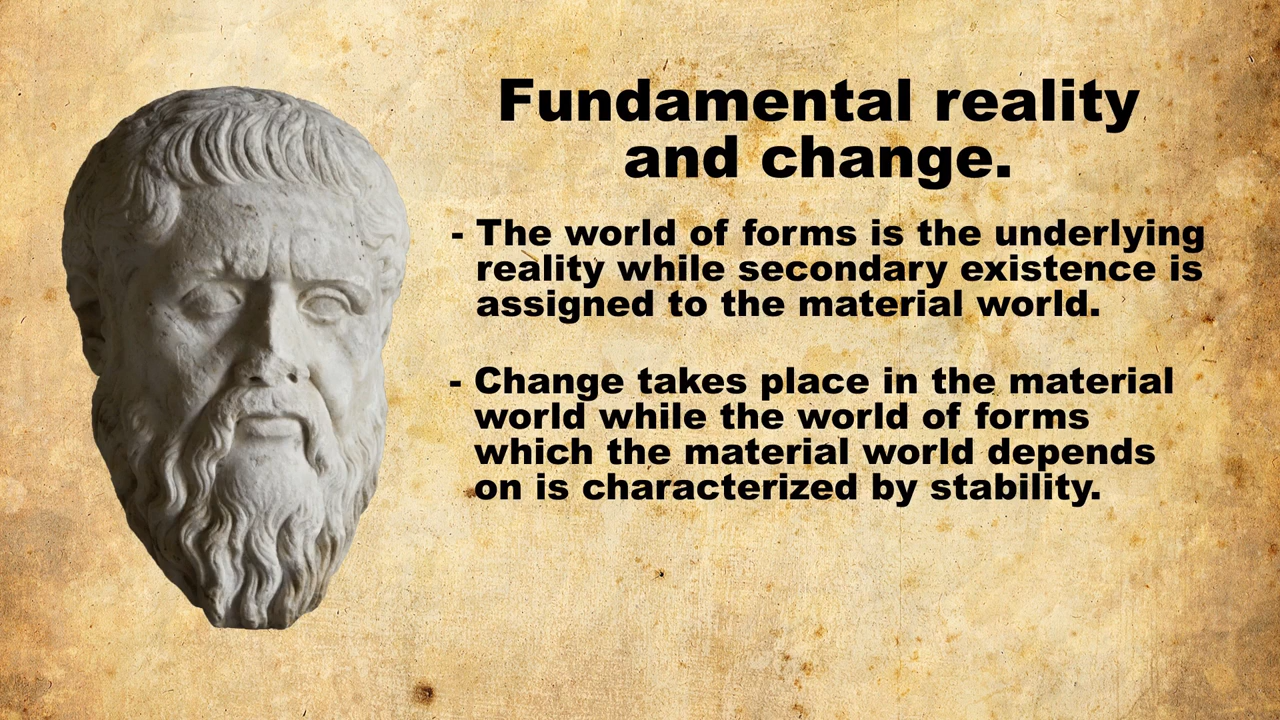 Fundamental reality
and change.
- The world of forms is the underlying
reality while secondary existence is
assigned to the material world.
- Change takes place in the material
world while the world of forms
which the material world depends
on is characterized by stability.